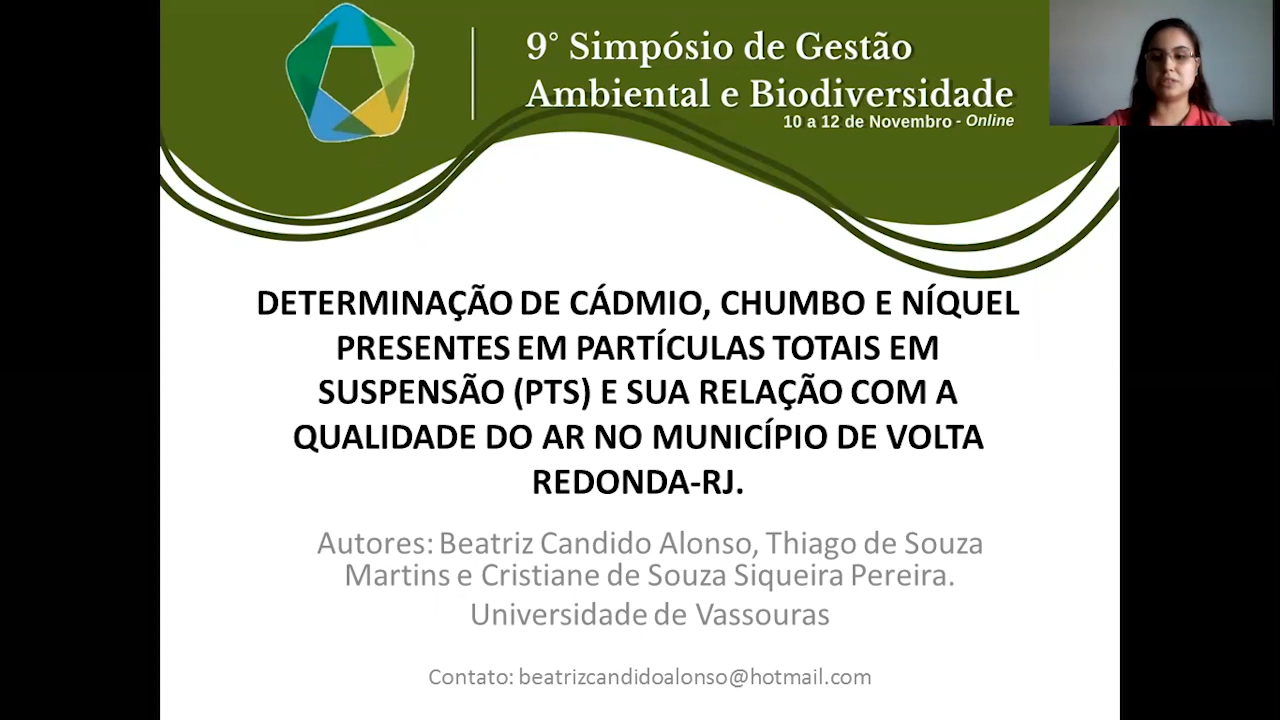 9° Simpósio de Gestão
Ambiental e Biodiversidade
10 a 12 de Novembro - Online
DETERMINAÇÃO DE CÁDMIO, CHUMBO E NÍQUEL
PRESENTES EM PARTÍCULAS TOTAIS EM
SUSPENSÃO (PTS) E SUA RELAÇÃO COM A
QUALIDADE DO AR NO MUNICÍPIO DE VOLTA
REDONDA-RJ.
Autores: Beatriz Candido Alonso, Thiago de Souza
Martins e Cristiane de Souza Siqueira Pereira.
Universidade de Vassouras
Contato: beatrizcandidoalonso@hotmail.com